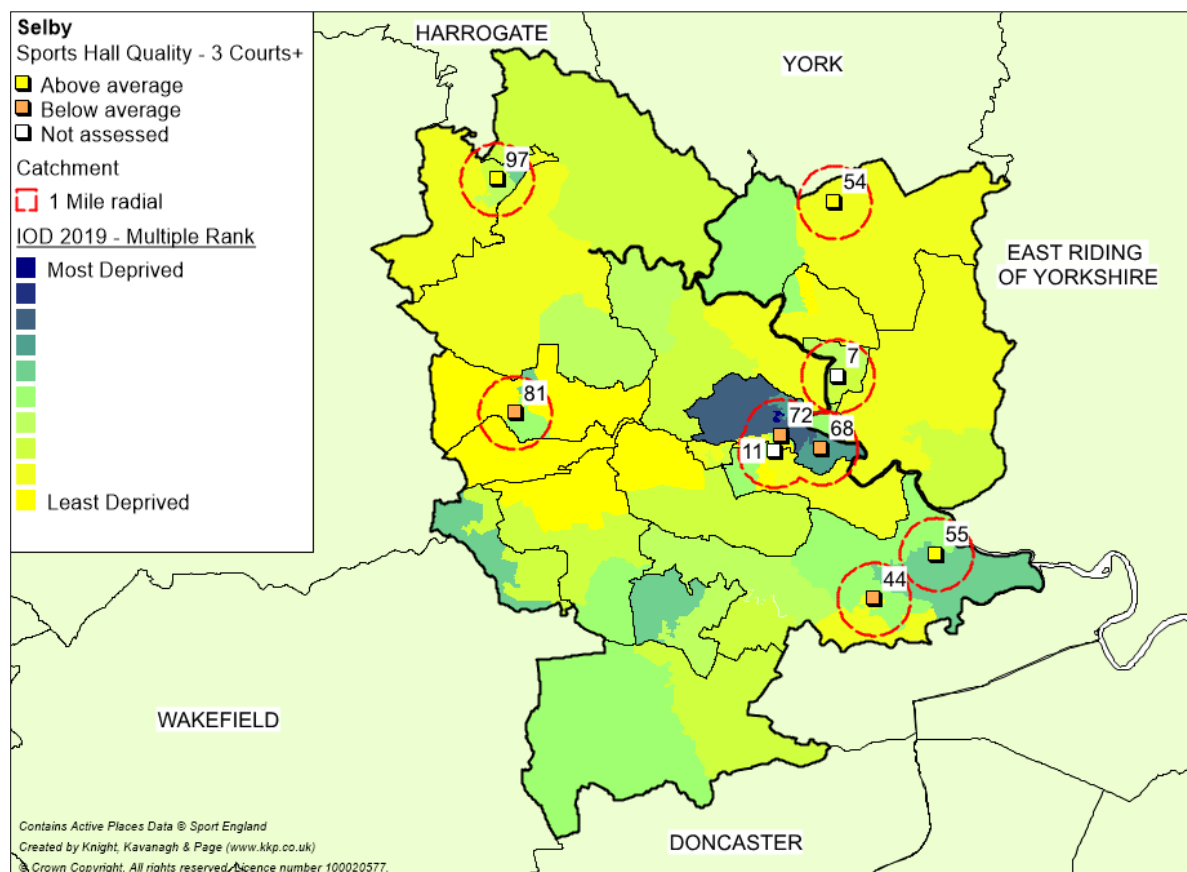 Selby
Sports Hall Quality - 3 Courts+
Above average
Below average
Not assessed
Catchment
1 Mile radial
IOD 2019 - Multiple Rank
Most Deprived
Least Deprived
HARROGATE
YORK
97
54
EAST RIDING
OF YORKSHIRE
7
81
72
68
11
55
44
WAKEFIELD
DONCASTER
Contains Active Places Data © Sport England
Created by Knight, Kavanagh & Page (www.kkp.co.uk)
© Crown Copyright. All rights reserved. Licence number 100020577.